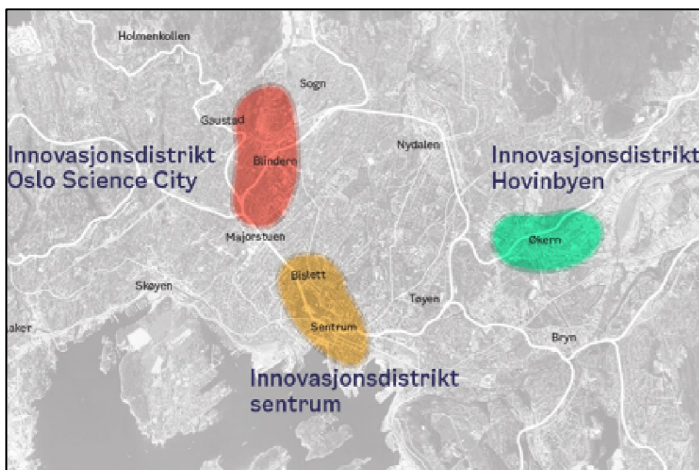 Holmenkollen
Sogn
Gaustad
Nydalen
Innovasjonsdistrikt
Oslo Science City
Blindern
Innovasjonsdistrikt
Hovinbyen
Majorstuen
Økern
Bislett
Skøyen
Tøyen
Sentrum
aker
Bryn
Innovasjonsdistrikt
sentrum